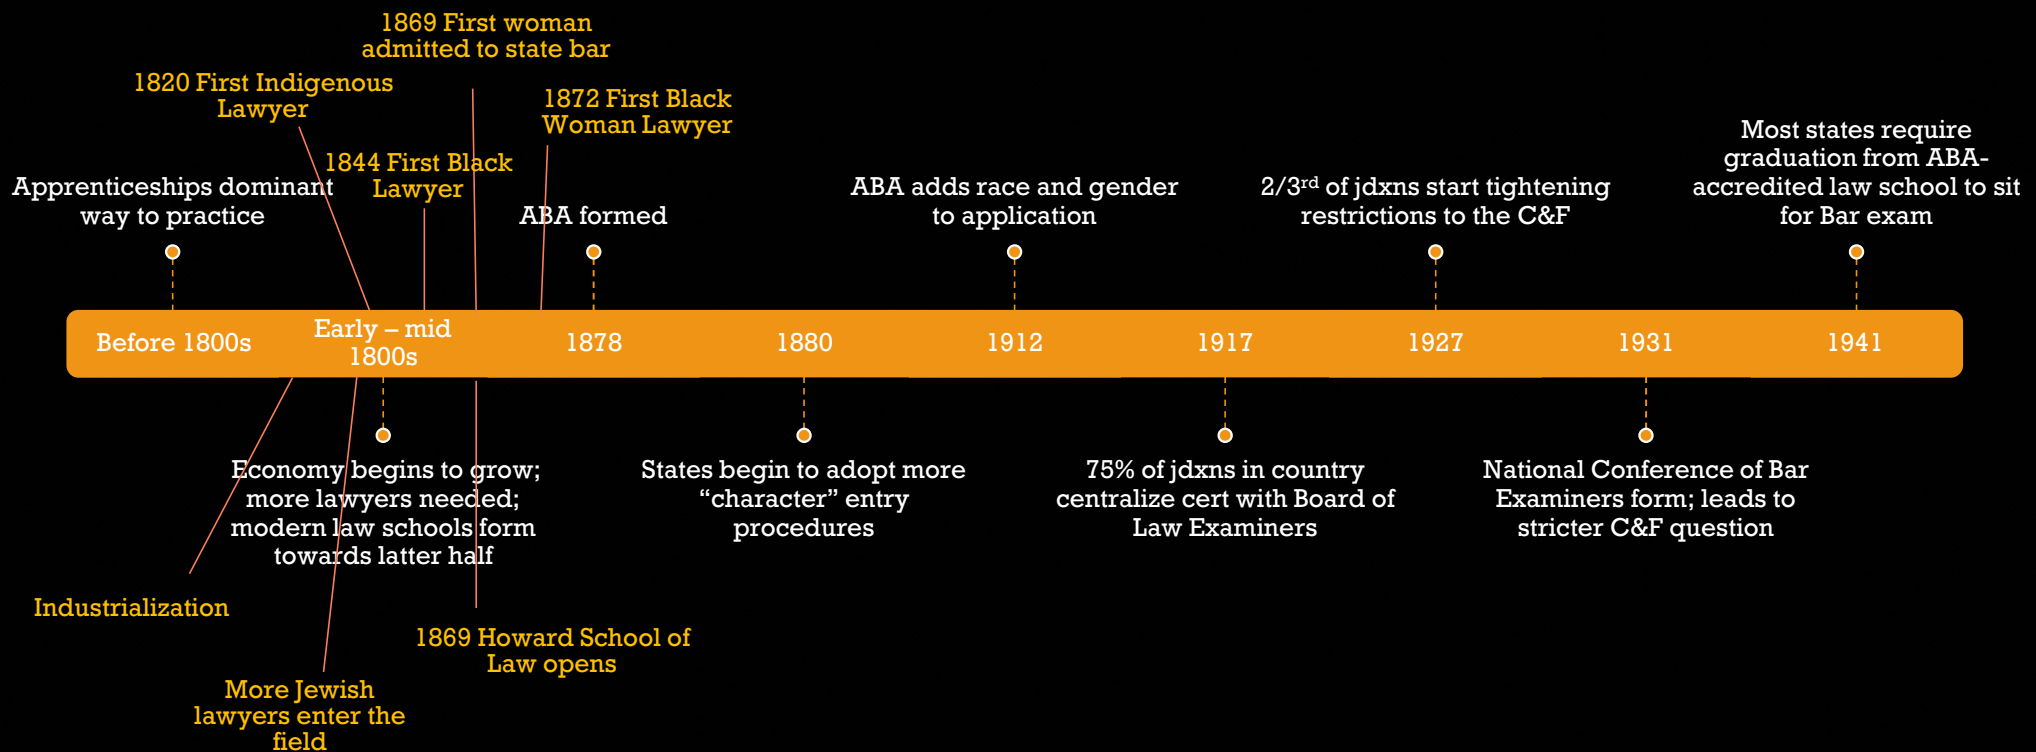 1869 First woman
admitted to state bar
1820 First Indigenous
Lawyer
1872 First Black
Woman Lawyer
1844 First Black
Lawyer
Apprenticeships dominant
way to practice
ABA formed
ABA adds race and gender
to application
2/3rd of jdxns start tightening
restrictions to the C&F
Most states require
graduation from ABA-
accredited law school to sit
for Bar exam
Before 1800s
Early – mid
1800s
1878
1880
1912
1917
1927
1931
1941
Economy begins to grow;
more lawyers needed;
modern law schools form
towards latter half
States begin to adopt more
“character” entry
procedures
75% of jdxns in country
centralize cert with Board of
Law Examiners
National Conference of Bar
Examiners form; leads to
stricter C&F question
Industrialization
1869 Howard School of
Law opens
More Jewish
lawyers enter the
field